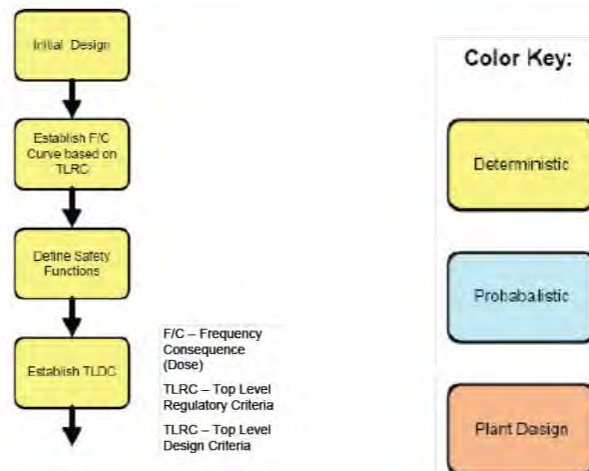 Initial Design
Establish F/C
Curve based on
TLRC
Define Safety
Functions
Establish TLDC
F/C – Frequency
Consequence
(Dose)
TLRC – Top Level
Regulatory Criteria
TLRC – Top Level
Design Criteria
Color Key:
Deterministic
Probabalistic
Plant Design